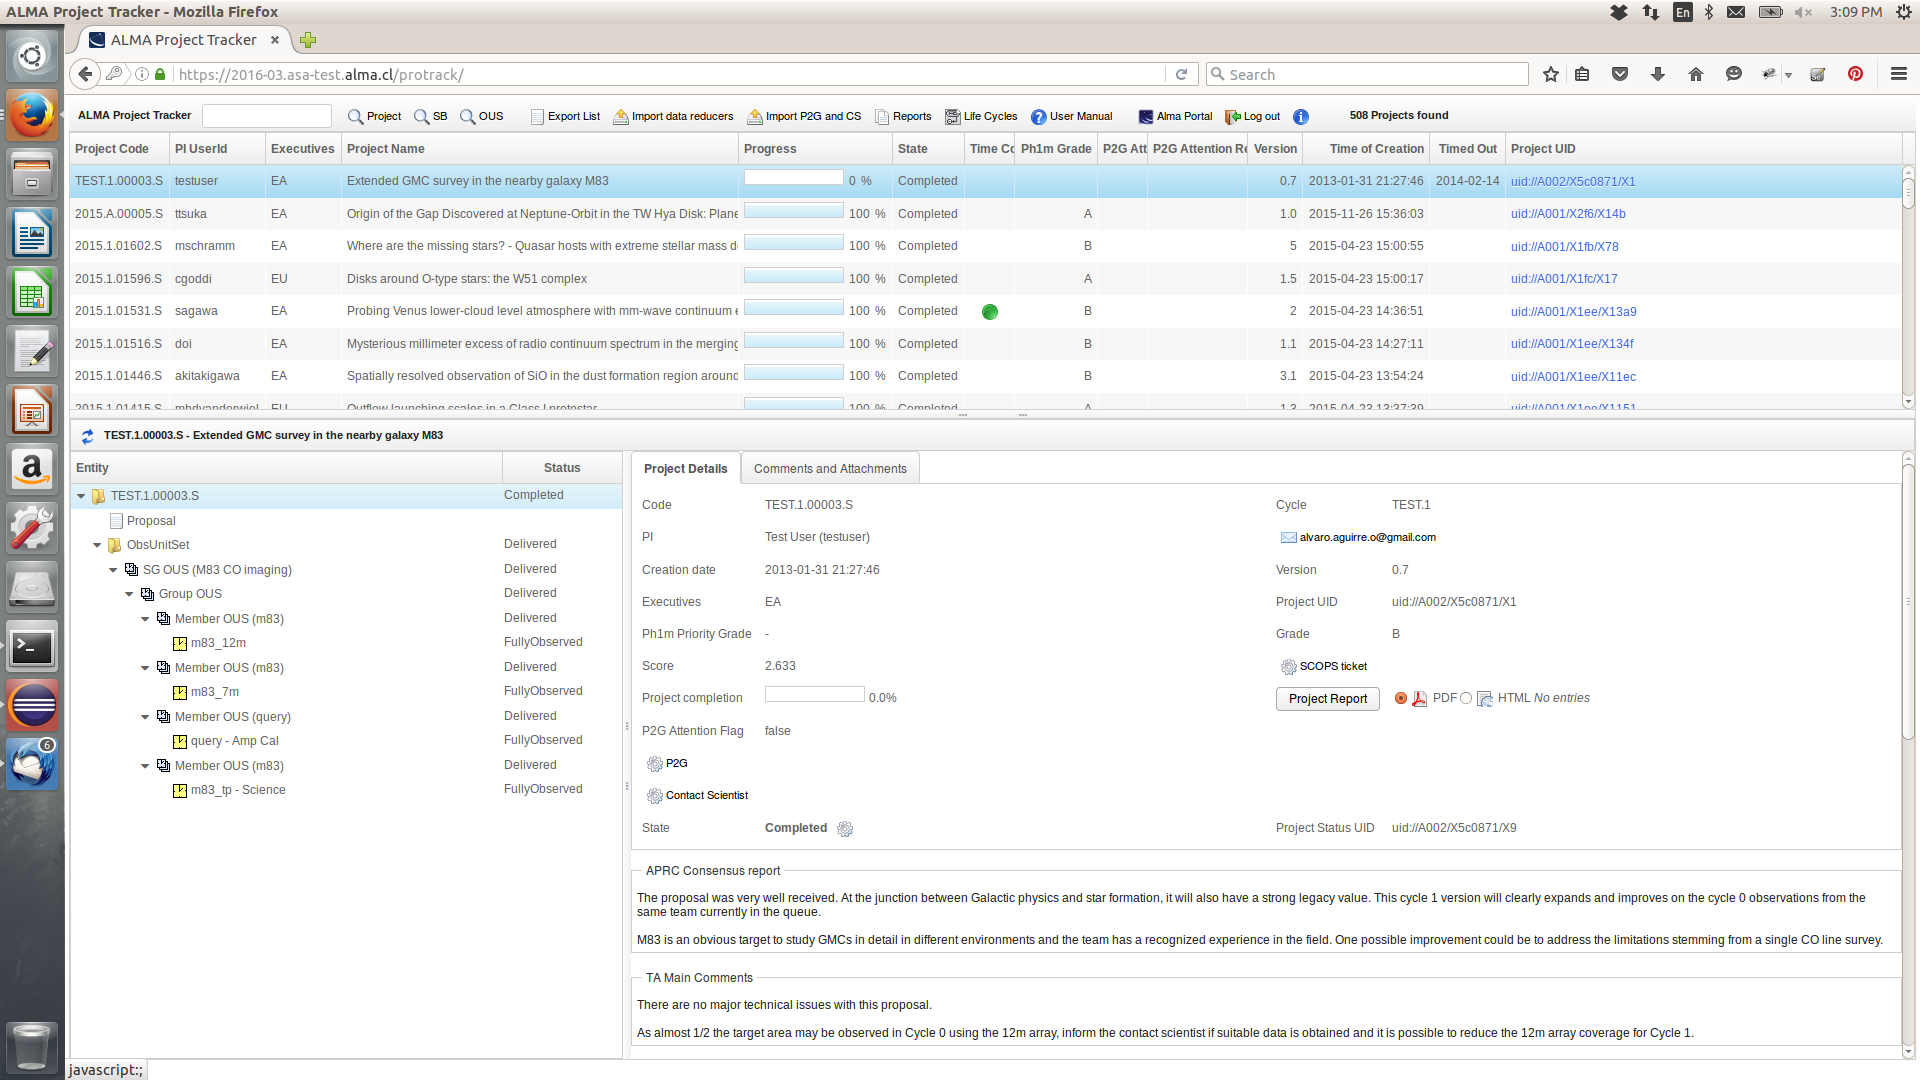 ALMA Project Tracker - Mozilla Firefox
En
3:09 PM
ALMA Project Tracker
https://2016-03.asa-test.alma.cl/protrack/
Search
ALMA Project Tracker
Project SB OUS Export List Import data reducers Import P2G and CS Reports Life Cycles User Manual Alma Portal Log out 508 Projects found
Project Code PI UserId Executives Project Name Progress State Time Co Ph1m Grade P2G Att P2G Attention Re Version Time of Creation Timed Out Project UID
TEST.1.00003.S testuser EA Extended GMC survey in the nearby galaxy M83 0 % Completed 0.7 2013-01-31 21:27:46 2014-02-14 uid://A002/X5c0871/X1
2015.A.00005.S ttsuka EA Origin of the Gap Discovered at Neptune-Orbit in the TW Hya Disk: Plane 100 % Completed A 1.0 2015-11-26 15:36:03 uid://A001/X2f6/X14b
2015.1.01602.S mschramm EA Where are the missing stars? - Quasar hosts with extreme stellar mass d 100 % Completed B 5 2015-04-23 15:00:55 uid://A001/X1fb/X78
2015.1.01596.S cgoddi EU Disks around O-type stars: the W51 complex 100 % Completed A 1.5 2015-04-23 15:00:17 uid://A001/X1fc/X17
2015.1.01531.S sagawa EA Probing Venus lower-cloud level atmosphere with mm-wave continuum e 100 % Completed B 2 2015-04-23 14:36:51 uid://A001/X1ee/X13a9
2015.1.01516.S doi EA Mysterious millimeter excess of radio continuum spectrum in the merging 100 % Completed B 1.1 2015-04-23 14:27:11 uid://A001/X1ee/X134f
2015.1.01446.S akitakigawa EA Spatially resolved observation of SiO in the dust formation region around 100 % Completed B 3.1 2015-04-23 13:54:24 uid://A001/X1ee/X11ec
2015.1.01415.S mhdvanderwiel EU Outflow launching scales in a Class I protostar 100 % Completed A 1.3 2015-04-23 13:37:39 uid://A001/X1ee/X1151
TEST.1.00003.S - Extended GMC survey in the nearby galaxy M83
Entity Status
TEST.1.00003.S Completed
Proposal
ObsUnitSet Delivered
SG OUS (M83 CO imaging) Delivered
Group OUS Delivered
Member OUS (m83) Delivered
m83_12m FullyObserved
Member OUS (m83) Delivered
m83_7m FullyObserved
Member OUS (query) Delivered
query - Amp Cal FullyObserved
Member OUS (m83) Delivered
m83_tp - Science FullyObserved
Project Details Comments and Attachments
Code TEST.1.00003.S Cycle TEST.1
PI Test User (testuser) alvaro.aguirre.o@gmail.com
Creation date 2013-01-31 21:27:46 Version 0.7
Executives EA Project UID uid://A002/X5c0871/X1
Ph1m Priority Grade - Grade B
Score 2.633 SCOPS ticket
Project completion 0.0% Project Report PDF HTML No entries
P2G Attention Flag false
P2G
Contact Scientist
State Completed Project Status UID uid://A002/X5c0871/X9
APRC Consensus report
The proposal was very well received. At the junction between Galactic physics and star formation, it will also have a strong legacy value. This cycle 1 version will clearly expands and improves on the cycle 0 observations from the
same team currently in the queue.
M83 is an obvious target to study GMCs in detail in different environments and the team has a recognized experience in the field. One possible improvement could be to address the limitations stemming from a single CO line survey.
TA Main Comments
There are no major technical issues with this proposal.
As almost 1/2 the target area may be observed in Cycle 0 using the 12m array, inform the contact scientist if suitable data is obtained and it is possible to reduce the 12m array coverage for Cycle 1.
6
javascript:;